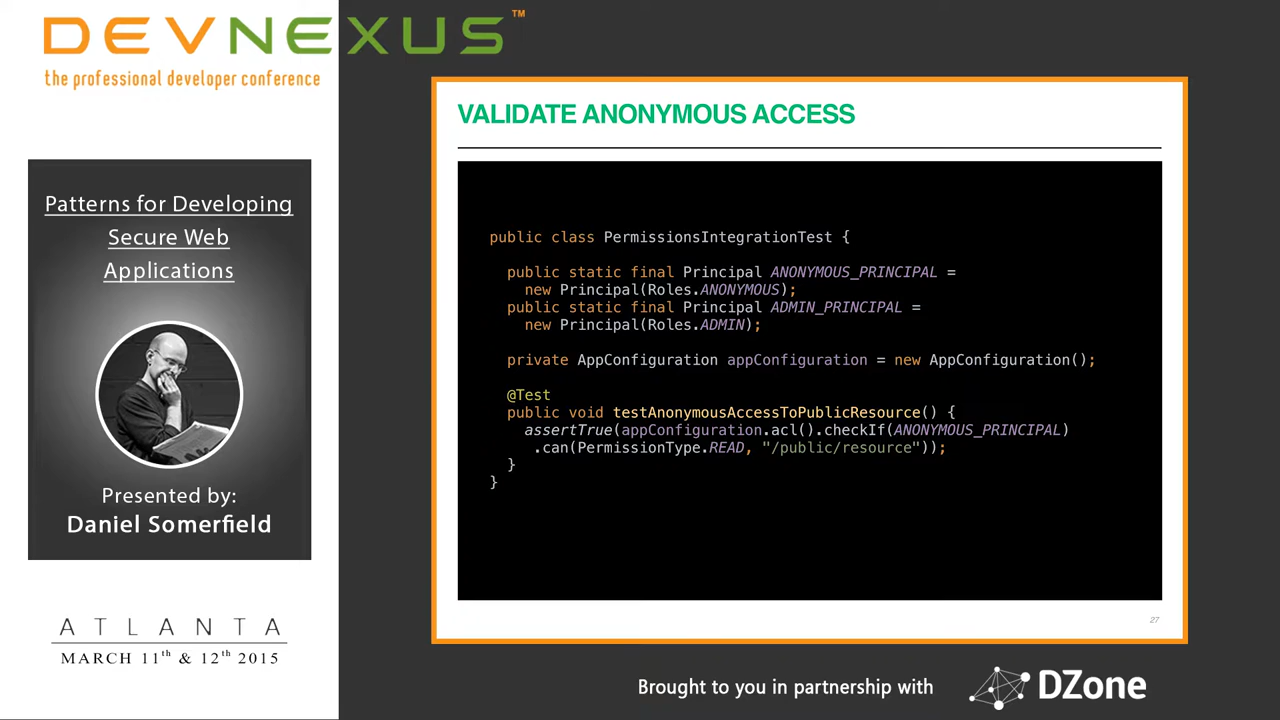 DEVNEXUS™
the professional developer conference
Patterns for Developing
Secure Web
Applications
Presented by:
Daniel Somerfield
ATLANTA
MARCH 11th & 12th 2015
VALIDATE ANONYMOUS ACCESS
public class PermissionsIntegrationTest {
public static final Principal ANONYMOUS_PRINCIPAL =
new Principal(Roles.ANONYMOUS);
public static final Principal ADMIN_PRINCIPAL =
new Principal(Roles.ADMIN);
private AppConfiguration appConfiguration = new AppConfiguration();
@Test
public void testAnonymousAccessToPublicResource() {
assertTrue(appConfiguration.acl().checkIf(ANONYMOUS_PRINCIPAL)
.can(PermissionType.READ, "/public/resource"));
}
}
27
Brought to you in partnership with
DZone